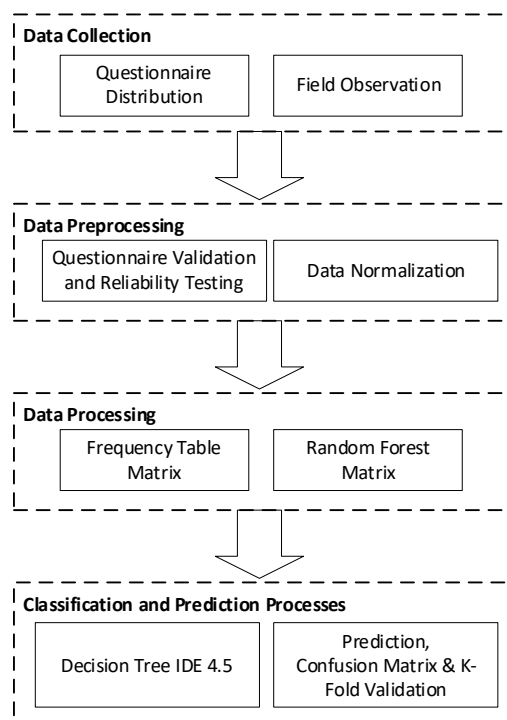 Data Collection
Questionnaire
Distribution
Field Observation
Data Preprocessing
Questionnaire Validation
and Reliability Testing
Data Normalization
Data Processing
Frequency Table
Matrix
Random Forest
Matrix
Classification and Prediction Processes
Decision Tree IDE 4.5
Prediction,
Confusion Matrix & K-
Fold Validation